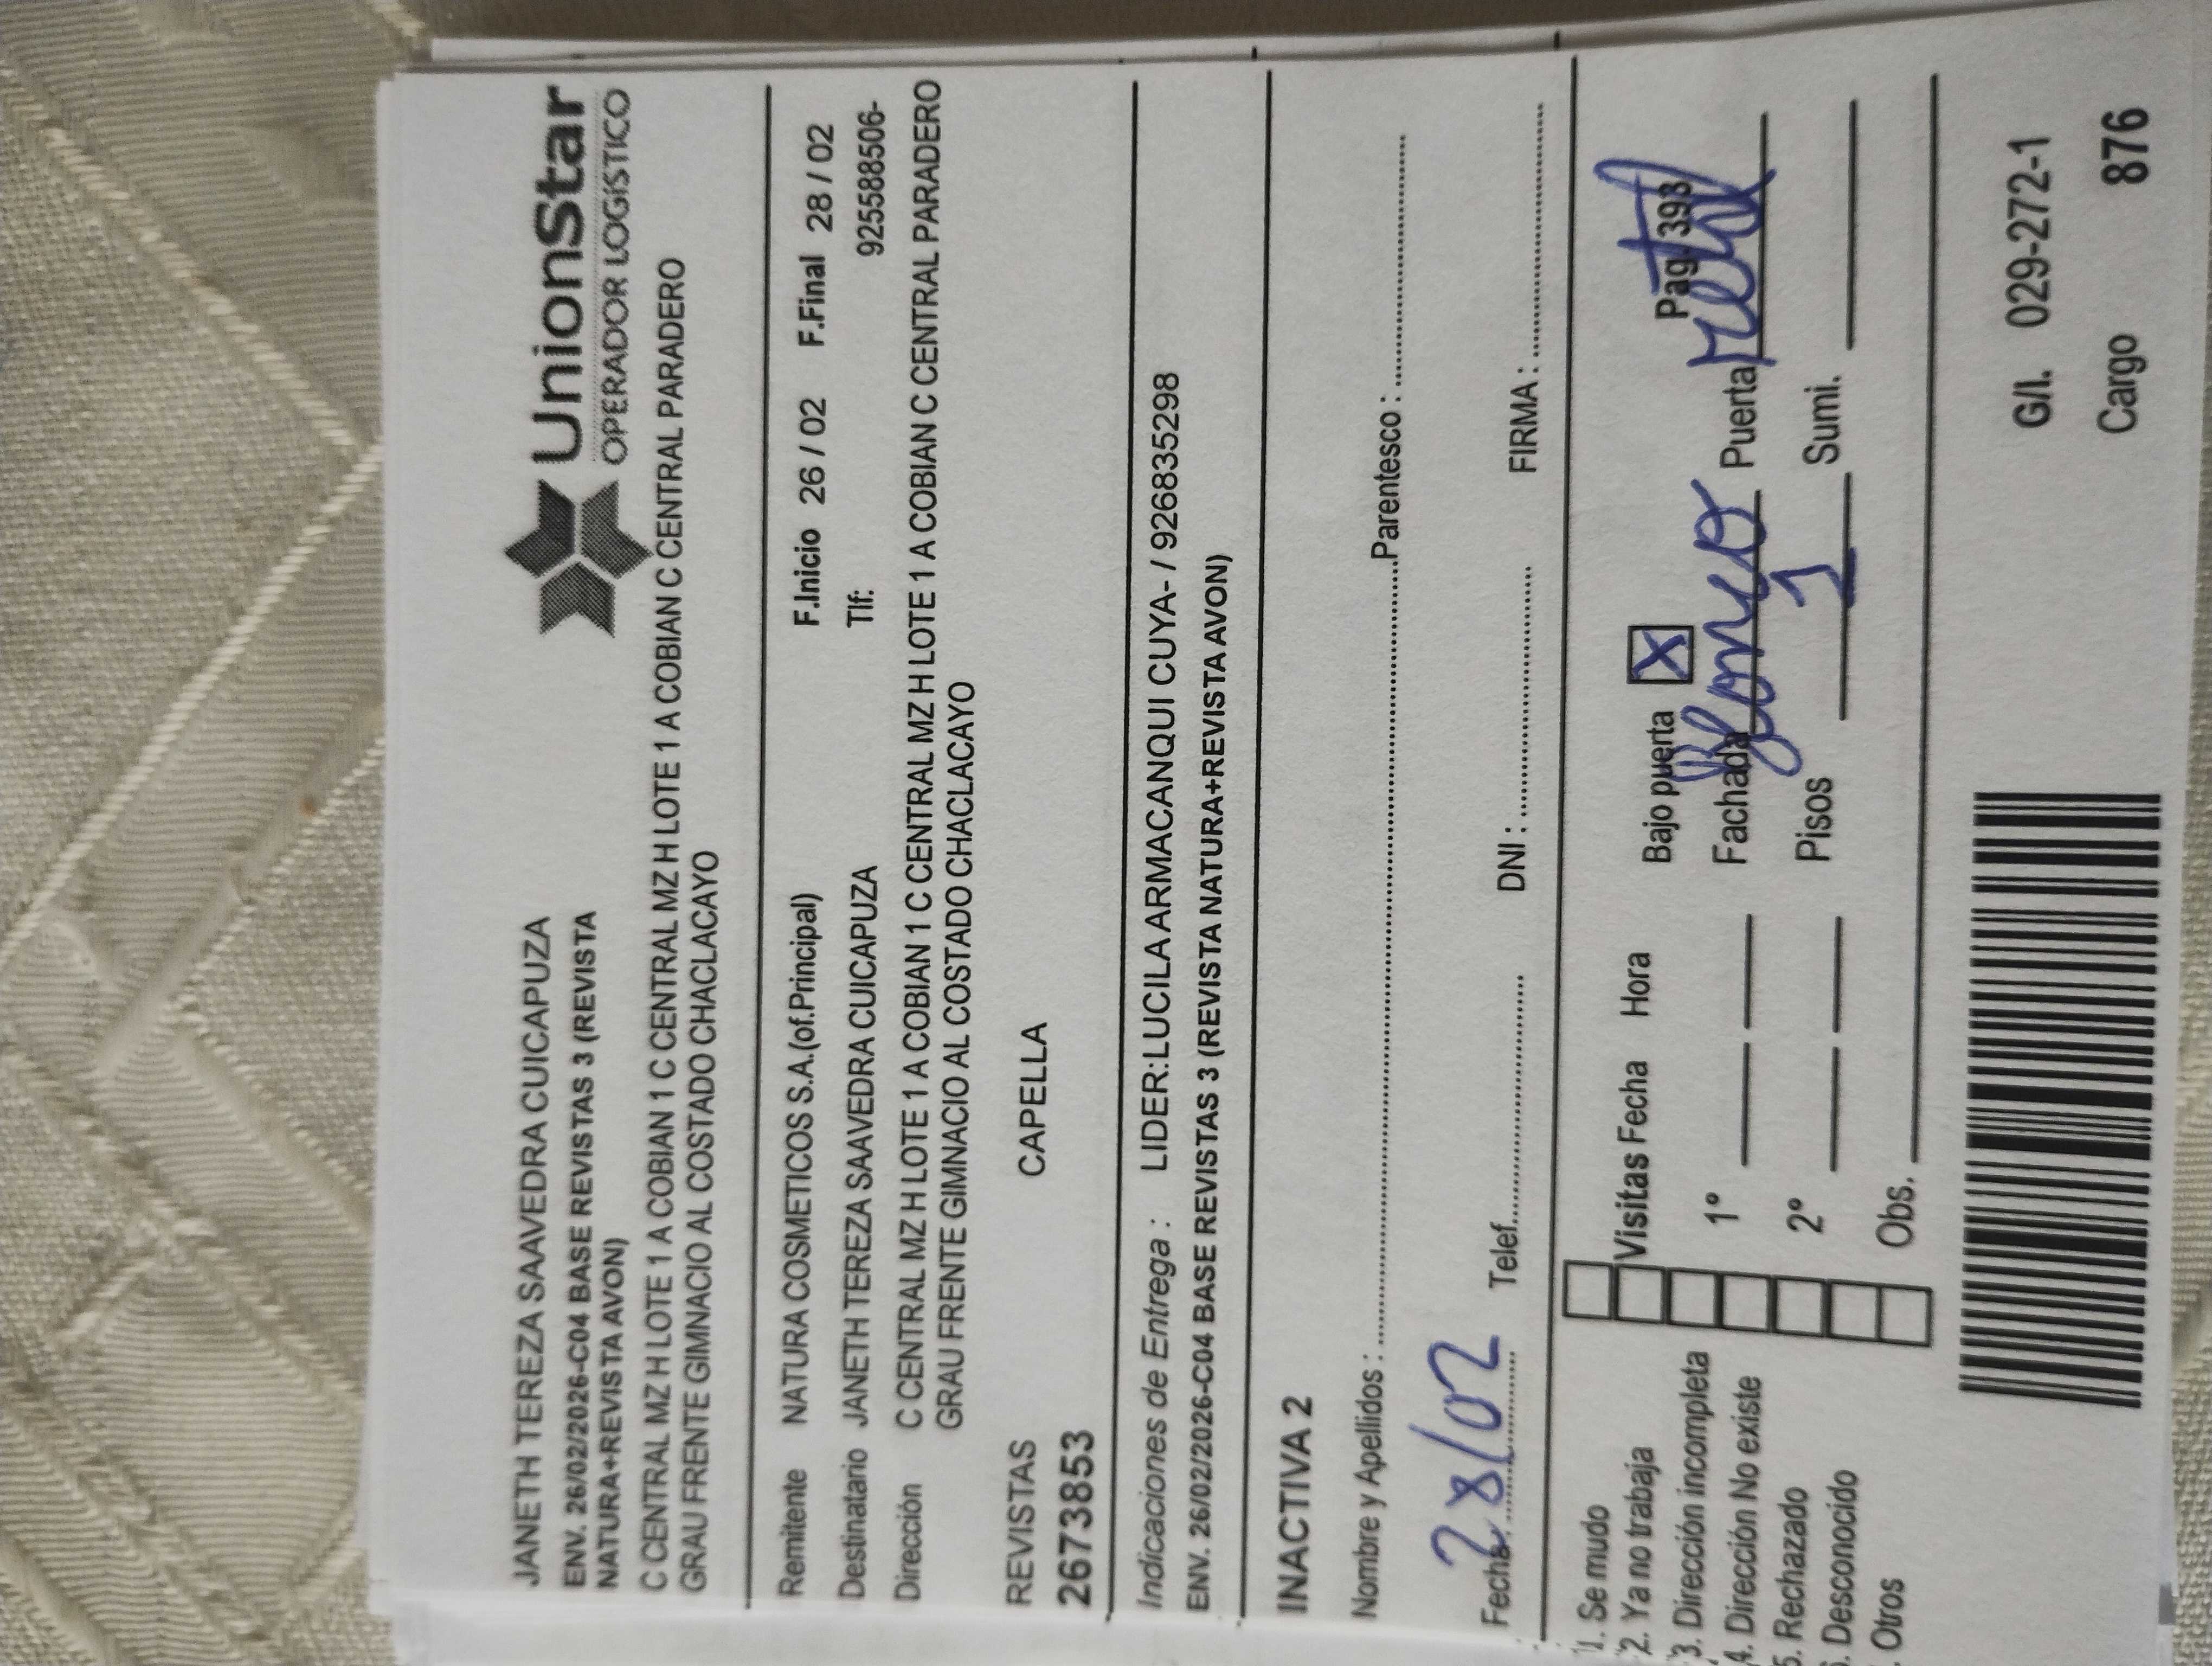 JANETH TEREZA SAAVEDRA CUICAPUZA
ENV. 26/02/2026-C04 BASE REVISTAS 3 (REVISTA
NATURA+REVISTA AVON)
UnionStar
OPERADOR LOGíSTICO
C CENTRAL MZ H LOTE 1 A COBIAN 1 C CENTRAL MZ H LOTE 1 A COBIAN C CENTRAL PARADERO
GRAU FRENTE GIMNACIO AL COSTADO CHACLACAYO
F.Inicio 26 / 02 F.Final 28 / 02
Remitente NATURA COSMETICOS S.A.(of.Principal)
Tlf: 925588506-
Destinatario JANETH TEREZA SAAVEDRA CUICAPUZA
Dirección C CENTRAL MZ H LOTE 1 A COBIAN 1 C CENTRAL MZ H LOTE 1 A COBIAN C CENTRAL PARADERO
GRAU FRENTE GIMNACIO AL COSTADO CHACLACAYO
REVISTAS CAPELLA
2673853
Indicaciones de Entrega : LIDER:LUCILA ARMACANQUI CUYA- / 926835298
ENV. 26/02/2026-C04 BASE REVISTAS 3 (REVISTA NATURA+REVISTA AVON)
INACTIVA 2
Nombre y Apellidos : Parentesco :
Fecha: 28/02 Telef. DNI : FIRMA :
1. Se mudo
2. Ya no trabaja
3. Dirección incompleta
4. Dirección No existe
5. Rechazado
6. Desconocido
. Otros
Visitas Fecha Hora
1º
2º
Obs.
Bajo puerta X Pag 393
Fachada Blanco Puerta metal
Pisos 1 Sumi.
G/I. 029-272-1
Cargo 876